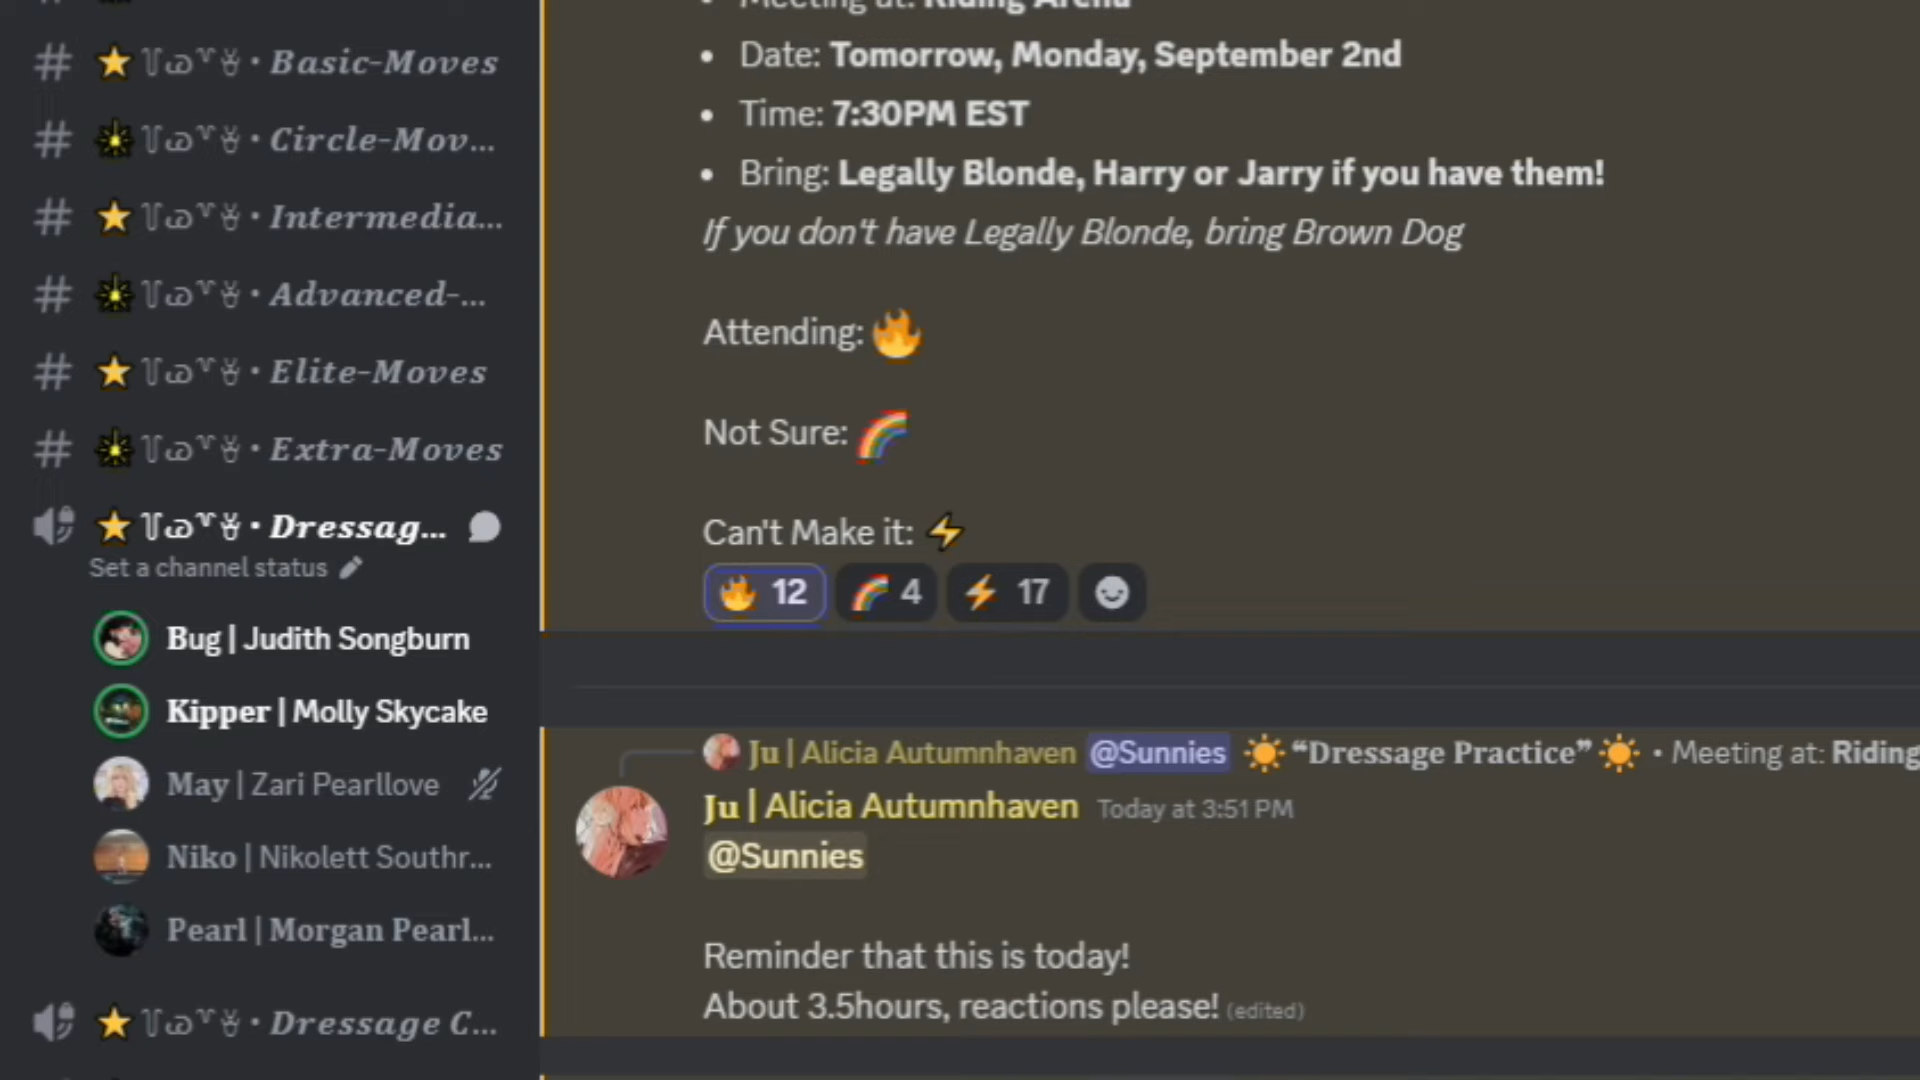 # ⭐ • Basic-Moves
# • Circle-Mov...
# ⭐ • Intermedia...
# • Advanced-...
# ⭐ • Elite-Moves
# • Extra-Moves
⭐ • Dressag...
Set a channel status
Bug | Judith Songburn
Kipper | Molly Skycake
May | Zari Pearllove
Niko | Nikolett Southr...
Pearl | Morgan Pearl...
⭐ • Dressage C...
• Meeting at: Riding Arena
• Date: Tomorrow, Monday, September 2nd
• Time: 7:30PM EST
• Bring: Legally Blonde, Harry or Jarry if you have them!
If you don't have Legally Blonde, bring Brown Dog
Attending: 🔥
Not Sure: 🌈
Can't Make it: ⚡
🔥 12 🌈 4 ⚡ 17
Ju | Alicia Autumnhaven @Sunnies ☀️ “Dressage Practice” ☀️ • Meeting at: Riding
Ju | Alicia Autumnhaven Today at 3:51 PM
@Sunnies
Reminder that this is today!
About 3.5hours, reactions please! (edited)